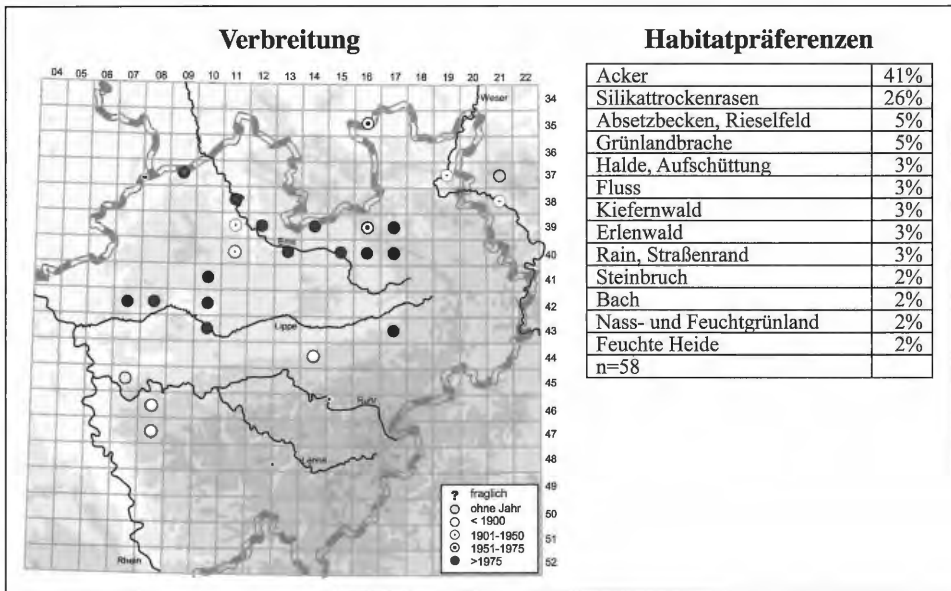 Verbreitung
04 05 06 07 08 09 10 11 12 13 14 15 16 17 18 19 20 21 22
Weser
34
35
36
37
38
39
Ems
40
41
42
Lippe
43
44
45
Ruhr
46
47
Lenne
48
49
50
51
Rhein
52
? fraglich
ohne Jahr
< 1900
1901-1950
1951-1975
>1975
Habitatpräferenzen
Acker 41%
Silikattrockenrasen 26%
Absetzbecken, Rieselfeld 5%
Grünlandbrache 5%
Halde, Aufschüttung 3%
Fluss 3%
Kiefernwald 3%
Erlenwald 3%
Rain, Straßenrand 3%
Steinbruch 2%
Bach 2%
Nass- und Feuchtgrünland 2%
Feuchte Heide 2%
n=58